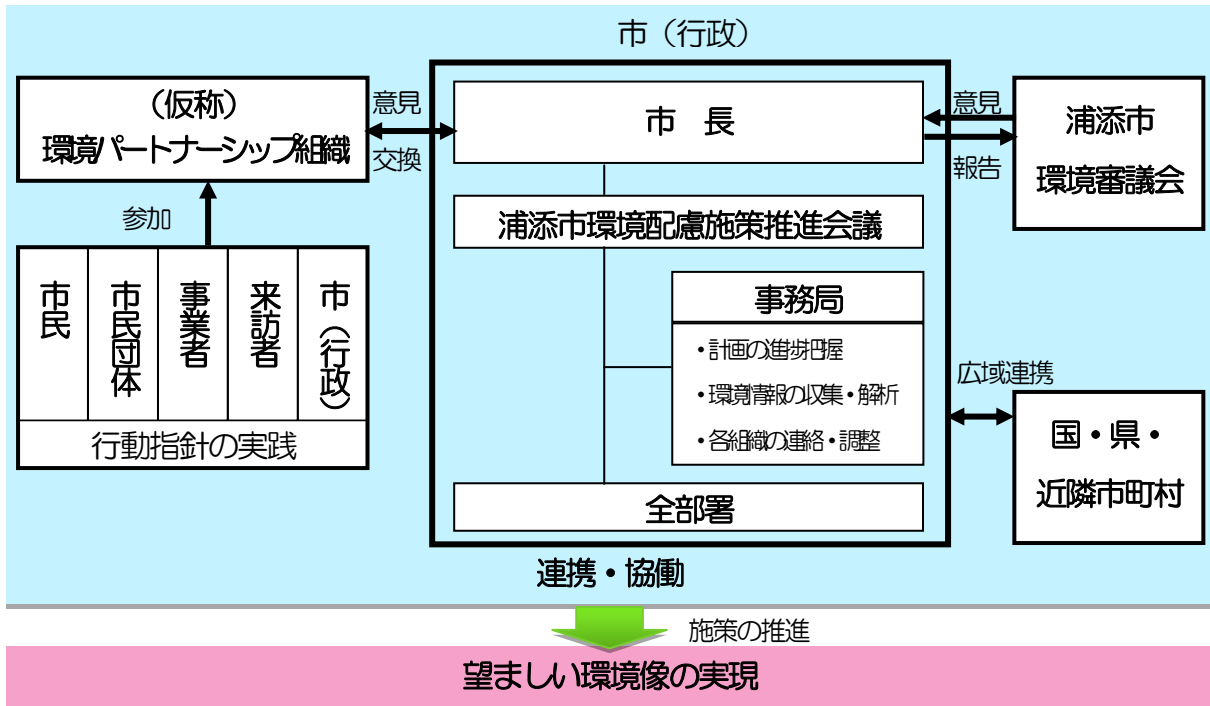 市（行政）
（仮称）
環境パートナーシップ組織
意見
交換
市　長
意見
報告
浦添市
環境審議会
参加
浦添市環境配慮施策推進会議
市民
市民団体
事業者
来訪者
市（行政）
行動指針の実践
事務局
・計画の進捗把握
・環境情報の収集・解析
・各組織の連絡・調整
広域連携
国・県・
近隣市町村
全部署
連携・協働
施策の推進
望ましい環境像の実現